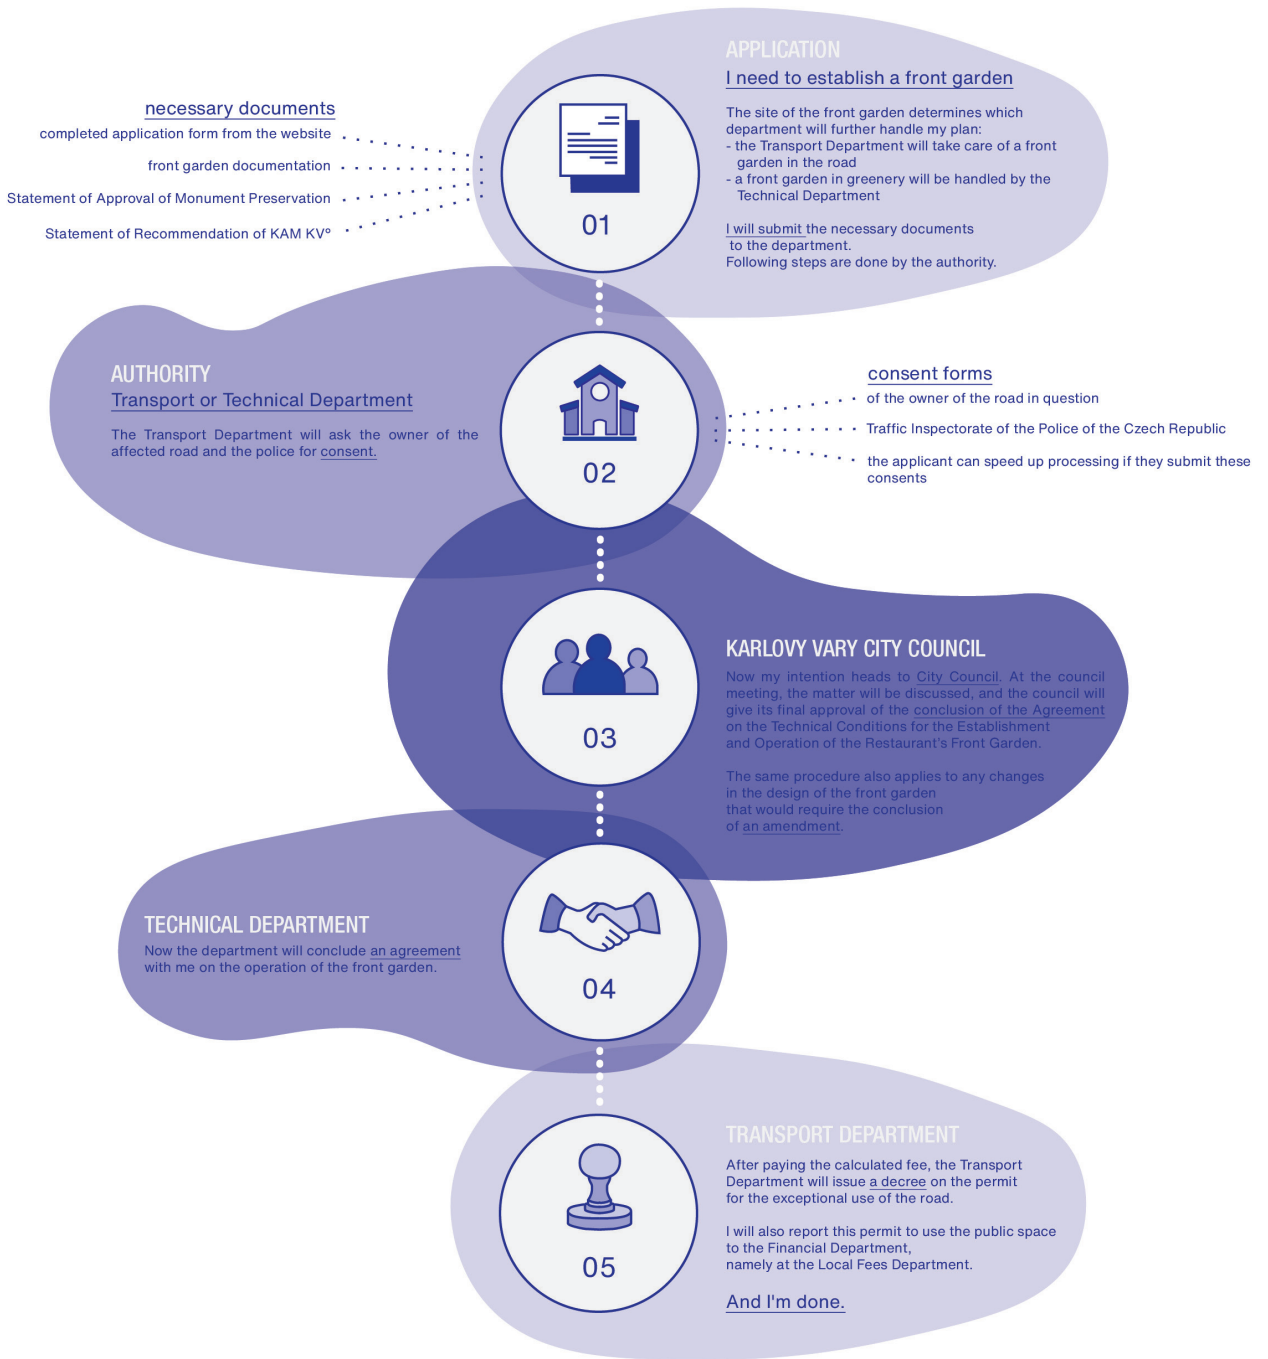 APPLICATION
I need to establish a front garden
The site of the front garden determines which
department will further handle my plan:
- the Transport Department will take care of a front
garden in the road
- a front garden in greenery will be handled by the
Technical Department
I will submit the necessary documents
to the department.
Following steps are done by the authority.
necessary documents
completed application form from the website
front garden documentation
Statement of Approval of Monument Preservation
Statement of Recommendation of KAM KV°
01
AUTHORITY
Transport or Technical Department
The Transport Department will ask the owner of the
affected road and the police for consent.
02
consent forms
of the owner of the road in question
Traffic Inspectorate of the Police of the Czech Republic
the applicant can speed up processing if they submit these
consents
03
KARLOVY VARY CITY COUNCIL
Now my intention heads to City Council. At the council
meeting, the matter will be discussed, and the council will
give its final approval of the conclusion of the Agreement
on the Technical Conditions for the Establishment
and Operation of the Restaurant's Front Garden.
The same procedure also applies to any changes
in the design of the front garden
that would require the conclusion
of an amendment.
TECHNICAL DEPARTMENT
Now the department will conclude an agreement
with me on the operation of the front garden.
04
05
TRANSPORT DEPARTMENT
After paying the calculated fee, the Transport
Department will issue a decree on the permit
for the exceptional use of the road.
I will also report this permit to use the public space
to the Financial Department,
namely at the Local Fees Department.
And I'm done.